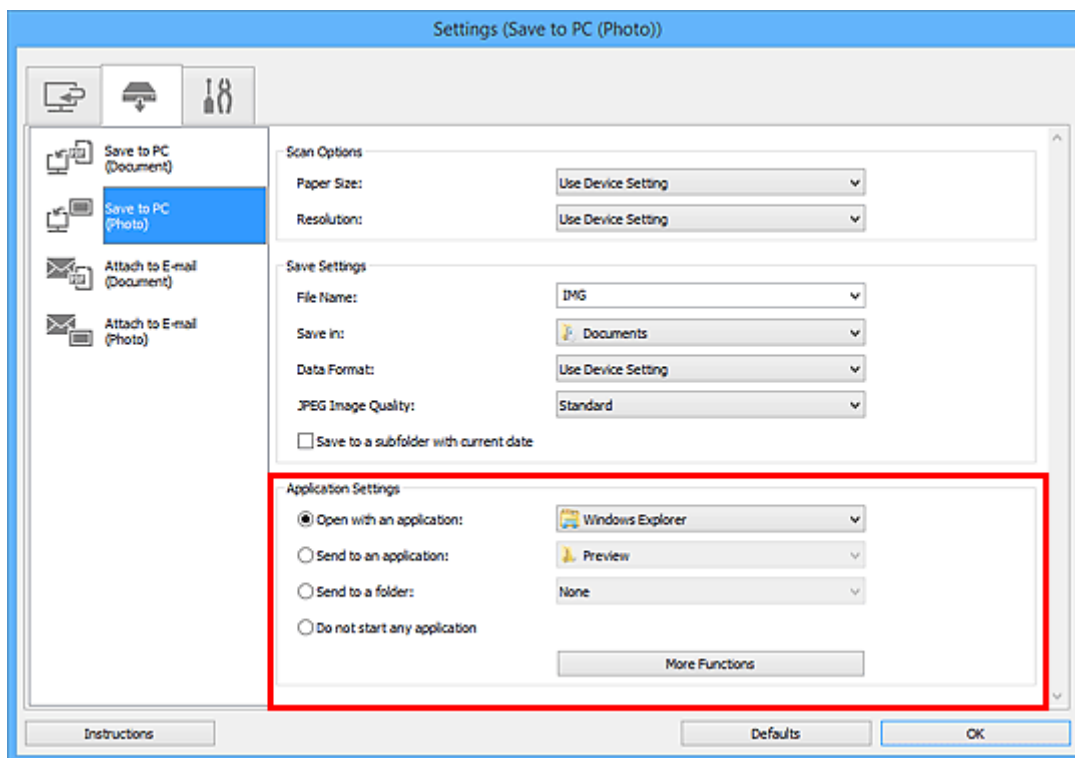 Settings (Save to PC (Photo))
Save to PC
(Document)
Save to PC
(Photo)
Attach to E-mail
(Document)
Attach to E-mail
(Photo)
Scan Options
Paper Size: Use Device Setting
Resolution: Use Device Setting
Save Settings
File Name: IMG
Save in: Documents
Data Format: Use Device Setting
JPEG Image Quality: Standard
Save to a subfolder with current date
Application Settings
Open with an application: Windows Explorer
Send to an application: Preview
Send to a folder: None
Do not start any application
More Functions
Instructions Defaults OK